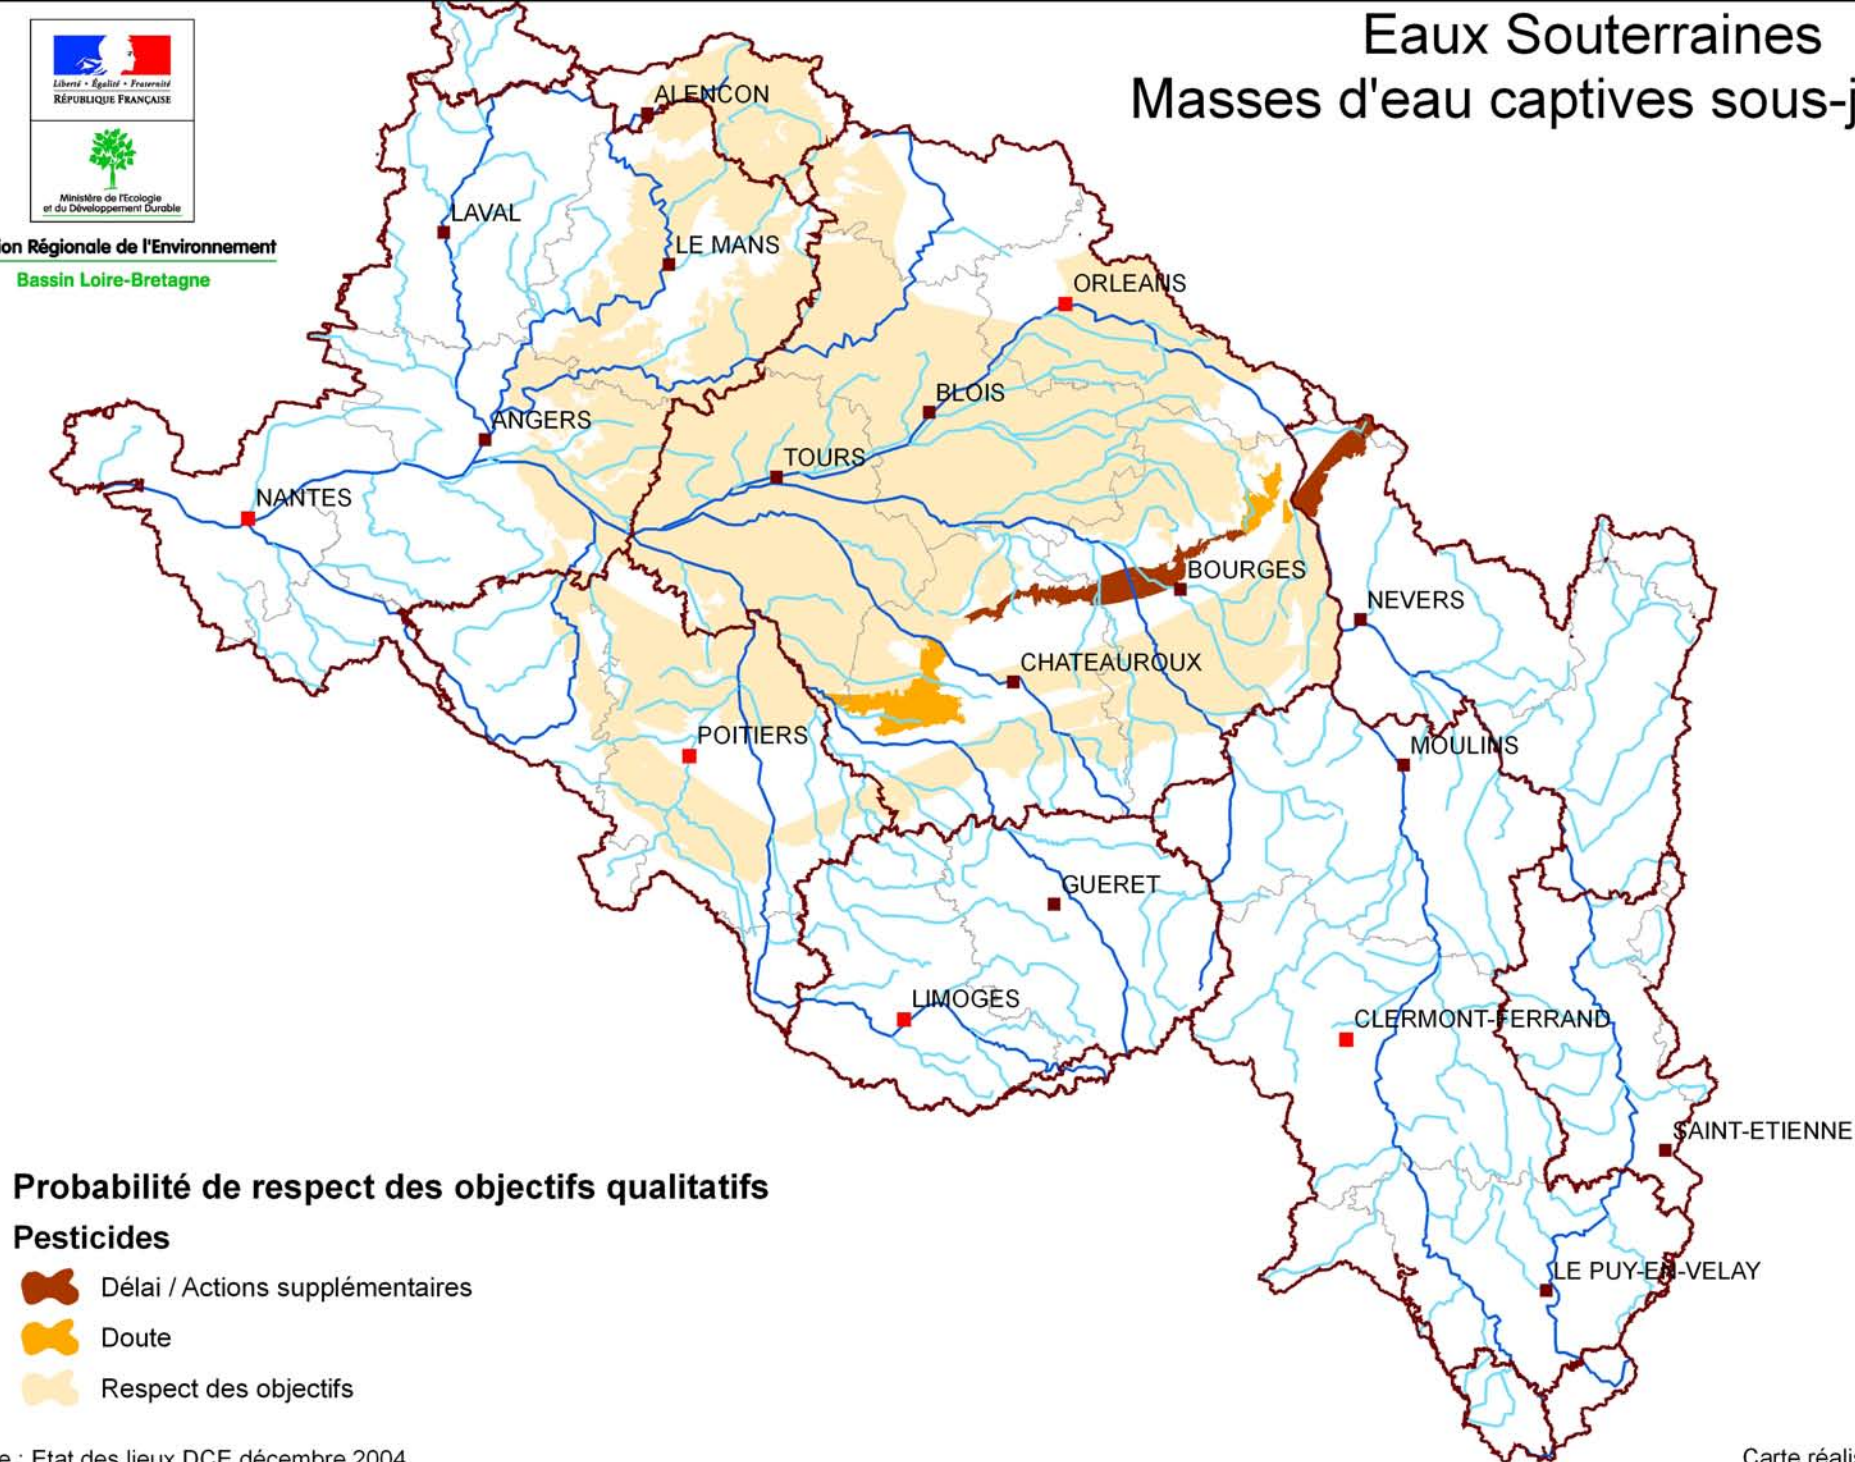 Eaux Souterraines
Masses d'eau captives sous-j
Liberté • Égalité • Fraternité
RÉPUBLIQUE FRANÇAISE
Ministère de l'Ecologie
et du Développement Durable
ion Régionale de l'Environnement
Bassin Loire-Bretagne
ALENCON
LAVAL
LE MANS
ORLEANS
BLOIS
ANGERS
TOURS
NANTES
BOURGES
NEVERS
CHATEAUROUX
POITIERS
MOULINS
GUERET
LIMOGES
CLERMONT-FERRAND
SAINT-ETIENNE
LE PUY-EN-VELAY
Probabilité de respect des objectifs qualitatifs
Pesticides
Délai / Actions supplémentaires
Doute
Respect des objectifs
e : Etat des lieux DCE décembre 2004
Carte réalis